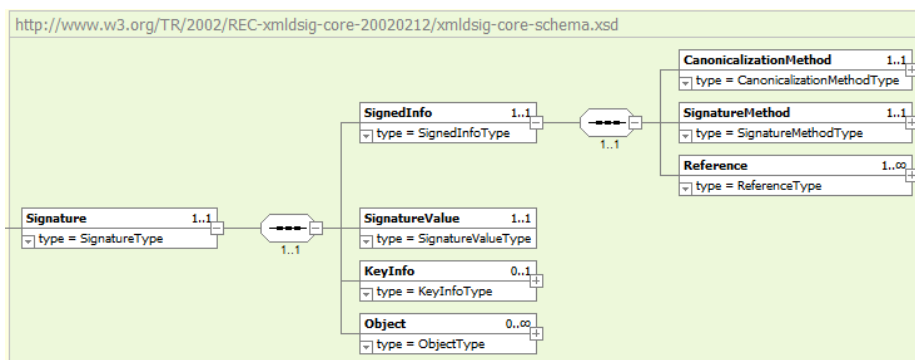 http://www.w3.org/TR/2002/REC-xmldsig-core-20020212/xmldsig-core-schema.xsd
CanonicalizationMethod 1..1
type = CanonicalizationMethodType
SignedInfo 1..1
type = SignedInfoType
1..1
SignatureMethod 1..1
type = SignatureMethodType
Reference 1..∞
type = ReferenceType
Signature 1..1
type = SignatureType
1..1
SignatureValue 1..1
type = SignatureValueType
KeyInfo 0..1
type = KeyInfoType
Object 0..∞
type = ObjectType